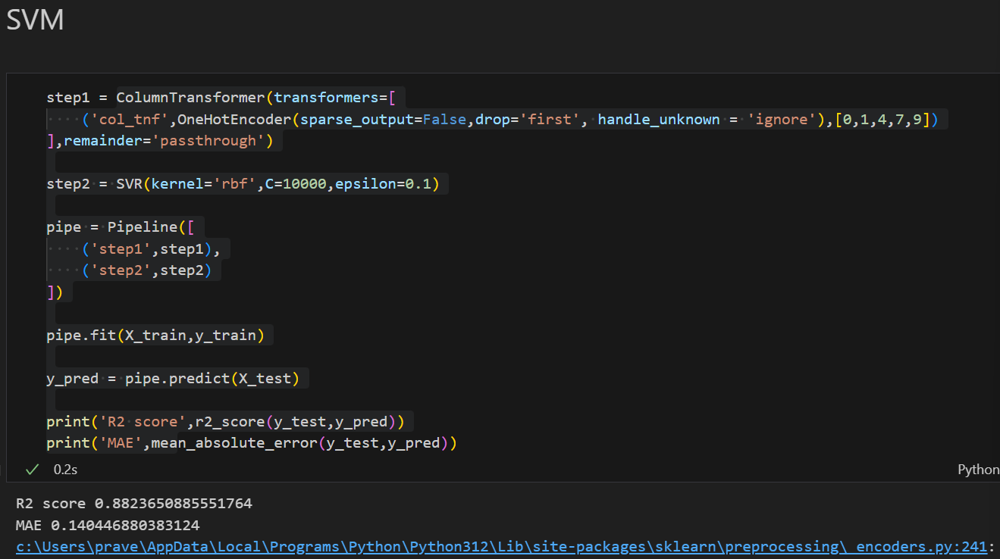 SVM
step1 = ColumnTransformer(transformers=[
    ('col_tnf',OneHotEncoder(sparse_output=False,drop='first', handle_unknown = 'ignore'),[0,1,4,7,9])
],remainder='passthrough')
step2 = SVR(kernel='rbf',C=10000,epsilon=0.1)
pipe = Pipeline([
    ('step1',step1),
    ('step2',step2)
])
pipe.fit(X_train,y_train)
y_pred = pipe.predict(X_test)
print('R2 score',r2_score(y_test,y_pred))
print('MAE',mean_absolute_error(y_test,y_pred))
✓ 0.2s Python
R2 score 0.8823650885551764
MAE 0.140446880383124
c:\Users\prave\AppData\Local\Programs\Python\Python312\Lib\site-packages\sklearn\preprocessing\_encoders.py:241: